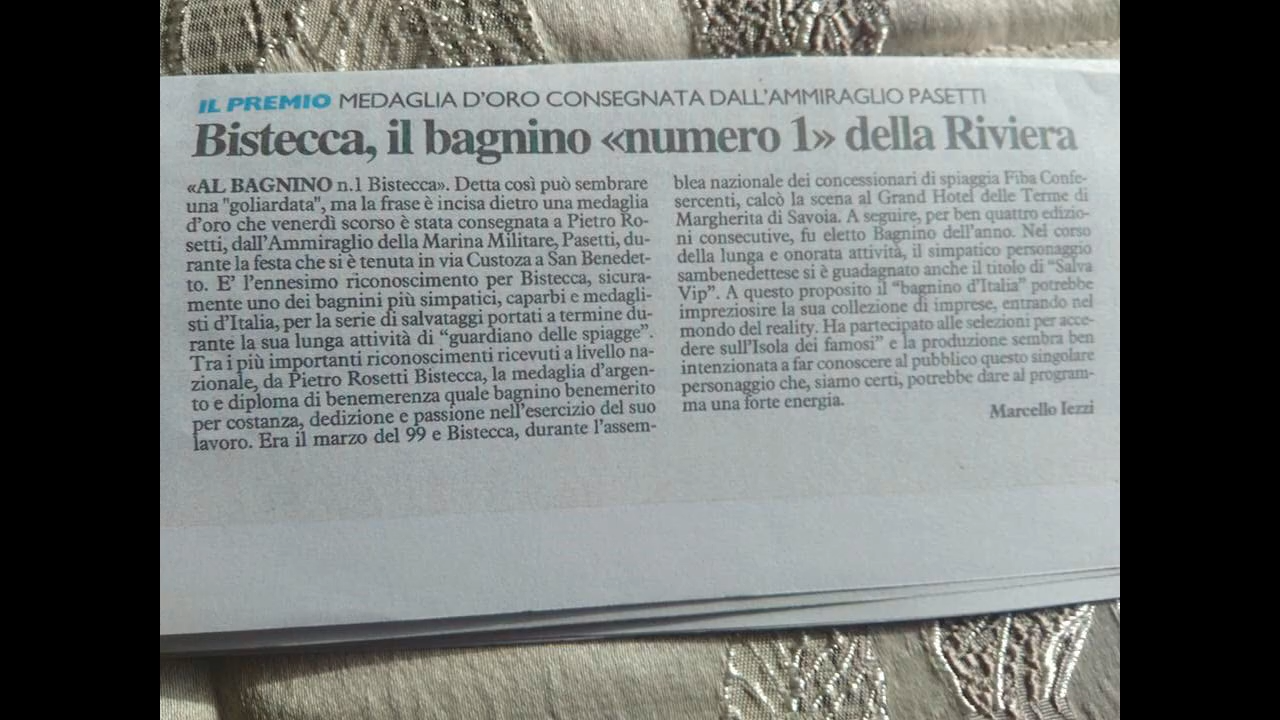 IL PREMIO MEDAGLIA D'ORO CONSEGNATA DALL'AMMIRAGLIO PASETTI
Bistecca, il bagnino «numero 1» della Riviera
«AL BAGNINO n.1 Bistecca». Detta così può sembrare
una "goliardata", ma la frase è incisa dietro una medaglia
d'oro che venerdì scorso è stata consegnata a Pietro Ro-
setti, dall'Ammiraglio della Marina Militare, Pasetti, du-
rante la festa che si è tenuta in via Custoza a San Benedet-
to. E' l'ennesimo riconoscimento per Bistecca, sicura-
mente uno dei bagnini più simpatici, caparbi e medagli-
sti d'Italia, per la serie di salvataggi portati a termine du-
rante la sua lunga attività di "guardiano delle spiagge".
Tra i più importanti riconoscimenti ricevuti a livello na-
zionale, da Pietro Rosetti Bistecca, la medaglia d'argen-
to e diploma di benemerenza quale bagnino benemerito
per costanza, dedizione e passione nell'esercizio del suo
lavoro. Era il marzo del 99 e Bistecca, durante l'assem-
blea nazionale dei concessionari di spiaggia Fiba Confe-
sercenti, calcò la scena al Grand Hotel delle Terme di
Margherita di Savoia. A seguire, per ben quattro edizio-
ni consecutive, fu eletto Bagnino dell'anno. Nel corso
della lunga e onorata attività, il simpatico personaggio
sambenedettese si è guadagnato anche il titolo di "Salva
Vip". A questo proposito il "bagnino d'Italia" potrebbe
impreziosire la sua collezione di imprese, entrando nel
mondo del reality. Ha partecipato alle selezioni per acce-
dere sull'Isola dei famosi" e la produzione sembra ben
intenzionata a far conoscere al pubblico questo singolare
personaggio che, siamo certi, potrebbe dare al program-
ma una forte energia.
Marcello Iezzi